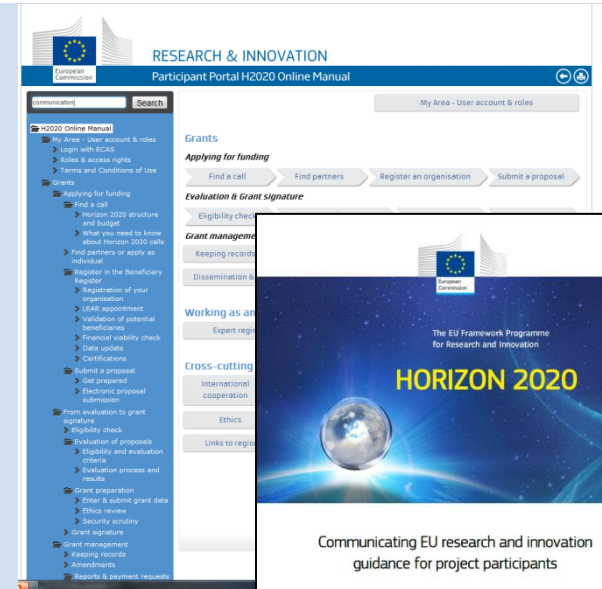 European
Commission
RESEARCH & INNOVATION
Participant Portal H2020 Online Manual
communication
Search
My Area - User account & roles
H2020 Online Manual
My Area - User account & roles
Login with ECAS
Roles & access rights
Terms and Conditions of Use
Grants
Applying for funding
Find a call
Horizon 2020 structure
and budget
What you need to know
about Horizon 2020 calls
Find partners or apply as
individual
Register in the Beneficiary
Register
Registration of your
organisation
LEAR appointment
Validation of potential
beneficiaries
Financial viability check
Data update
Certifications
Submit a proposal
Get prepared
Electronic proposal
submission
From evaluation to grant
signature
Eligibility check
Evaluation of proposals
Eligibility and evaluation
criteria
Evaluation process and
results
Grant preparation
Enter & submit grant data
Ethics review
Security scrutiny
Grant signature
Grant management
Keeping records
Amendments
Reports & payment requests
Grants
Applying for funding
Find a call
Find partners
Register an organisation
Submit a proposal
Evaluation & Grant signature
Eligibility check
Grant manageme
Keeping records
Dissemination &
Working as an
Expert regis
Cross-cutting
International
cooperation
Ethics
Links to regio
European
Commission
The EU Framework Programme
for Research and Innovation
HORIZON 2020
Communicating EU research and innovation
guidance for project participants